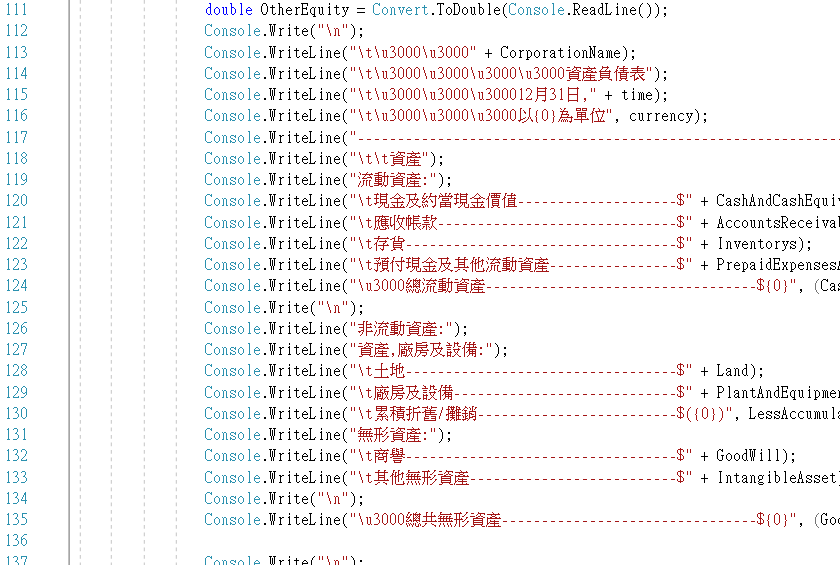 111 double OtherEquity = Convert.ToDouble(Console.ReadLine());
112 Console.Write("\n");
113 Console.WriteLine("\t\u3000\u3000" + CorporationName);
114 Console.WriteLine("\t\u3000\u3000\u3000\u3000資產負債表");
115 Console.WriteLine("\t\u3000\u3000\u300012月31日," + time);
116 Console.WriteLine("\t\u3000\u3000\u3000以{0}為單位", currency);
117 Console.WriteLine("-------------------------------------------------------------
118 Console.WriteLine("\t\t資產");
119 Console.WriteLine("流動資產:");
120 Console.WriteLine("\t現金及約當現金價值--------------------$" + CashAndCashEqui
121 Console.WriteLine("\t應收帳款------------------------------$" + AccountsReceiva
122 Console.WriteLine("\t存貨----------------------------------$" + Inventorys);
123 Console.WriteLine("\t預付現金及其他流動資產----------------$" + PrepaidExpenses
124 Console.WriteLine("\u3000總流動資產----------------------------------${0}", (Cas
125 Console.Write("\n");
126 Console.WriteLine("非流動資產:");
127 Console.WriteLine("資產,廠房及設備:");
128 Console.WriteLine("\t土地----------------------------------$" + Land);
129 Console.WriteLine("\t廠房及設備----------------------------$" + PlantAndEquipme
130 Console.WriteLine("\t累積折舊/攤銷-------------------------$({0})", LessAccumula
131 Console.WriteLine("無形資產:");
132 Console.WriteLine("\t商譽----------------------------------$" + GoodWill);
133 Console.WriteLine("\t其他無形資產--------------------------$" + IntangibleAsset)
134 Console.Write("\n");
135 Console.WriteLine("\u3000總共無形資產--------------------------------${0}", (Goo
136
137 Console.Write("\n");